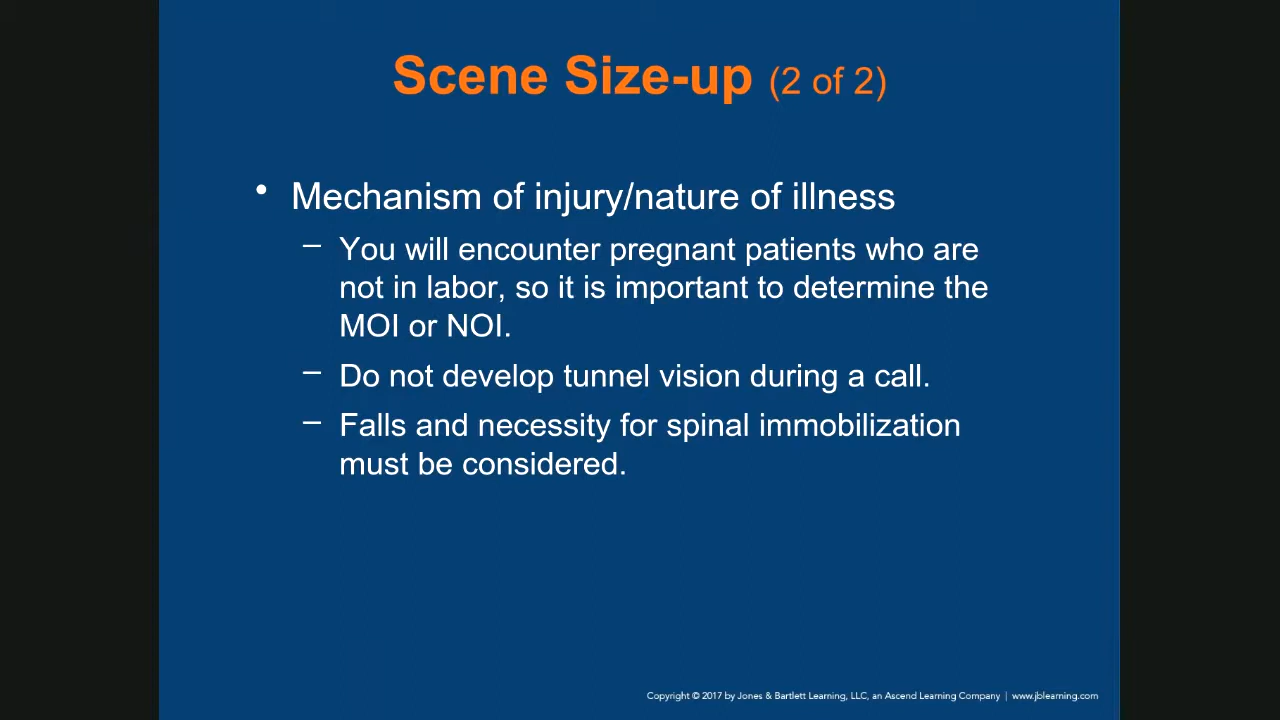 Scene Size-up (2 of 2)
• Mechanism of injury/nature of illness
– You will encounter pregnant patients who are
not in labor, so it is important to determine the
MOI or NOI.
– Do not develop tunnel vision during a call.
– Falls and necessity for spinal immobilization
must be considered.
Copyright © 2017 by Jones & Bartlett Learning, LLC, an Ascend Learning Company | www.jblearning.com